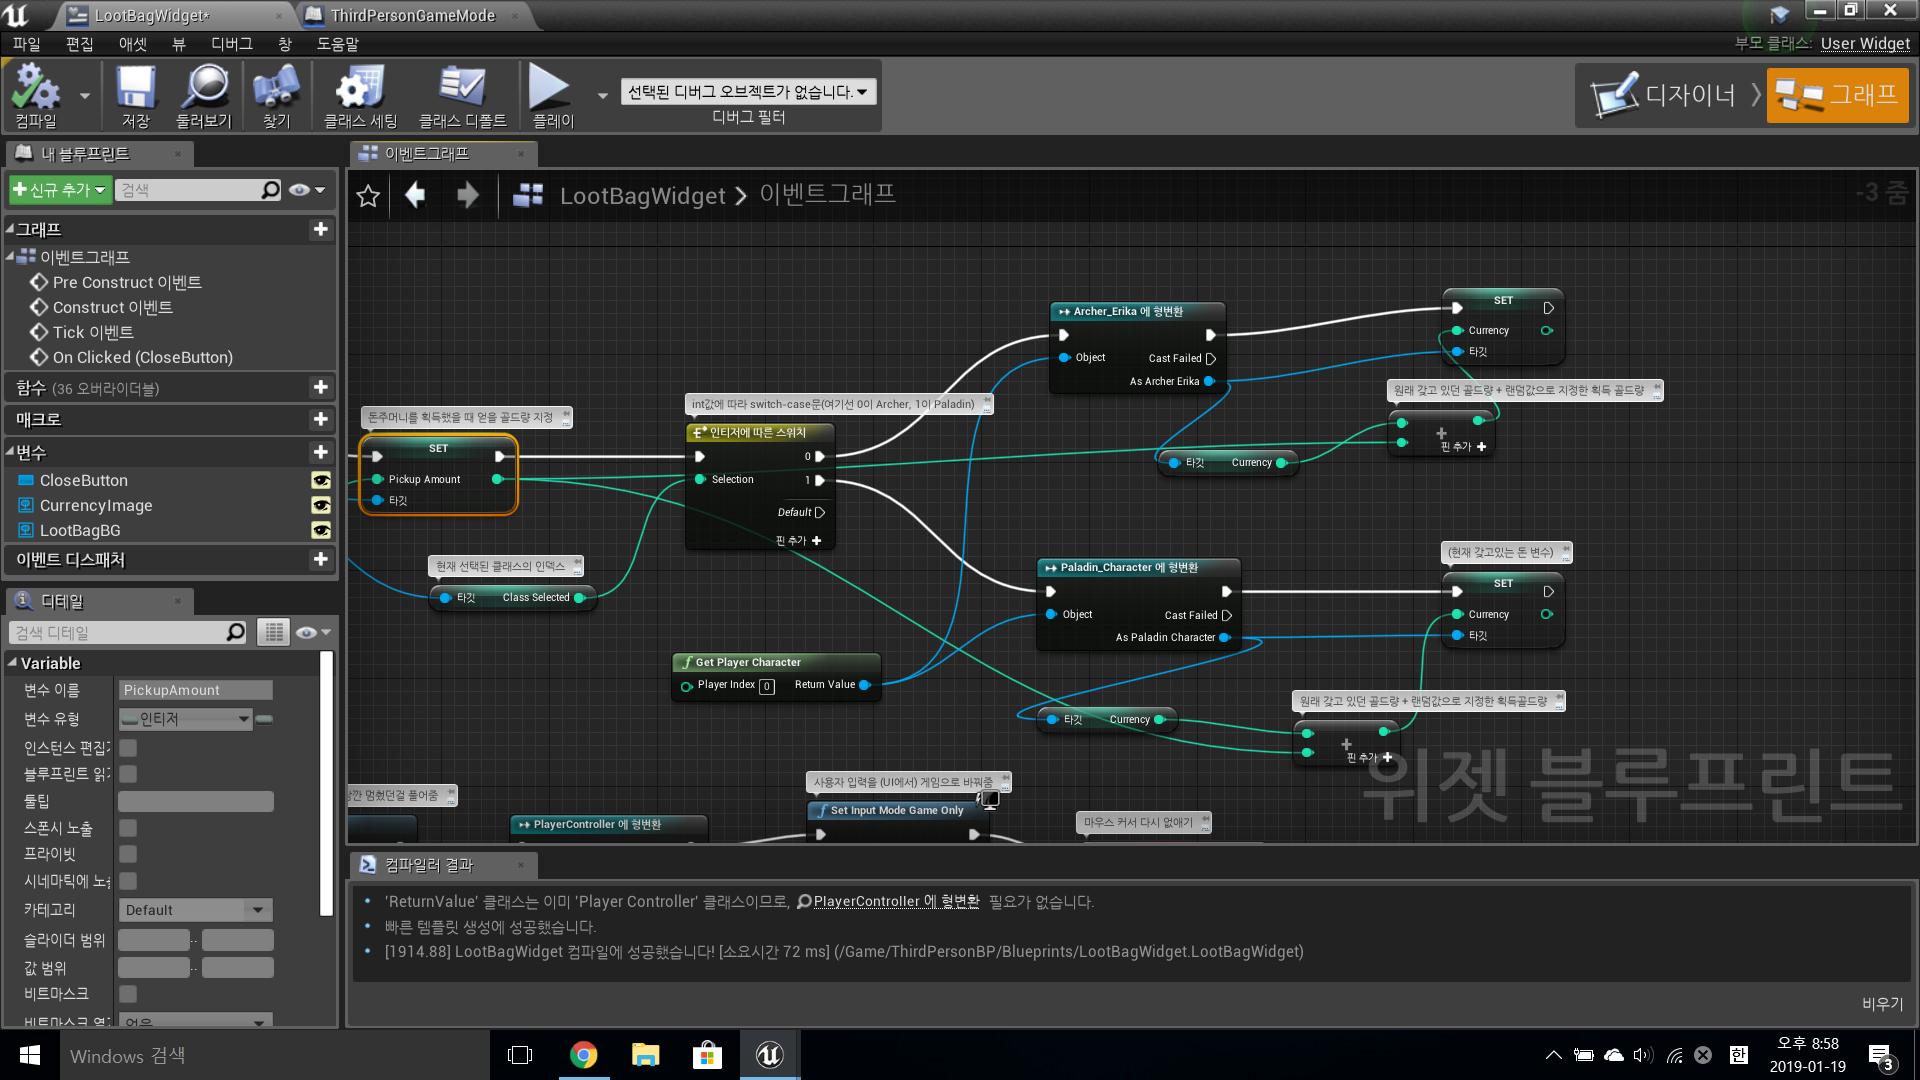 LootBagWidget*
ThirdPersonGameMode
파일 편집 애셋 뷰 디버그 창 도움말
부모 클래스: User Widget
컴파일 저장 둘러보기 찾기 클래스 세팅 클래스 디폴트 플레이
선택된 디버그 오브젝트가 없습니다.
디버그 필터
디자이너 그래프
내 블루프린트
이벤트그래프
신규 추가 검색
LootBagWidget > 이벤트그래프
-3 줌
그래프
이벤트그래프
Pre Construct 이벤트
Construct 이벤트
Tick 이벤트
On Clicked (CloseButton)
함수 (36 오버라이더블)
매크로
변수
CloseButton
CurrencyImage
LootBagBG
이벤트 디스패처
디테일
검색 디테일
Variable
변수 이름 PickupAmount
변수 유형 인티저
인스턴스 편집
블루프린트 읽
툴팁
스폰시 노출
프라이빗
시네마틱에 노
카테고리 Default
슬라이더 범위 ..
값 범위 ..
비트마스크
돈주머니를 획득했을 때 얻을 골드량 지정
SET
Pickup Amount
타깃
현재 선택된 클래스의 인덱스
타깃 Class Selected
int값에 따라 switch-case문(여기선 0이 Archer, 1이 Paladin)
인티저에 따른 스위치
0
Selection 1
Default
핀 추가 +
Get Player Character
Player Index 0 Return Value
Archer_Erika 에 형변환
Object Cast Failed
As Archer Erika
SET
Currency
타깃
원래 갖고 있던 골드량 + 랜덤값으로 지정한 획득 골드량
+
핀 추가 +
타깃 Currency
Paladin_Character 에 형변환
Object Cast Failed
As Paladin Character
(현재 갖고있는 돈 변수)
SET
Currency
타깃
타깃 Currency
원래 갖고 있던 골드량 + 랜덤값으로 지정한 획득골드량
+
핀 추가 +
위젯 블루프린트
멈췄던걸 풀어줌
PlayerController 에 형변환
사용자 입력을 (UI에서) 게임으로 바꿔줌
Set Input Mode Game Only
마우스 커서 다시 없애기
컴파일러 결과
'ReturnValue' 클래스는 이미 'Player Controller' 클래스이므로, PlayerController 에 형변환 필요가 없습니다.
빠른 템플릿 생성에 성공했습니다.
[1914.88] LootBagWidget 컴파일에 성공했습니다! [소요시간 72 ms] (/Game/ThirdPersonBP/Blueprints/LootBagWidget.LootBagWidget)
비우기
Windows 검색
한
오후 8:58
2019-01-19
3